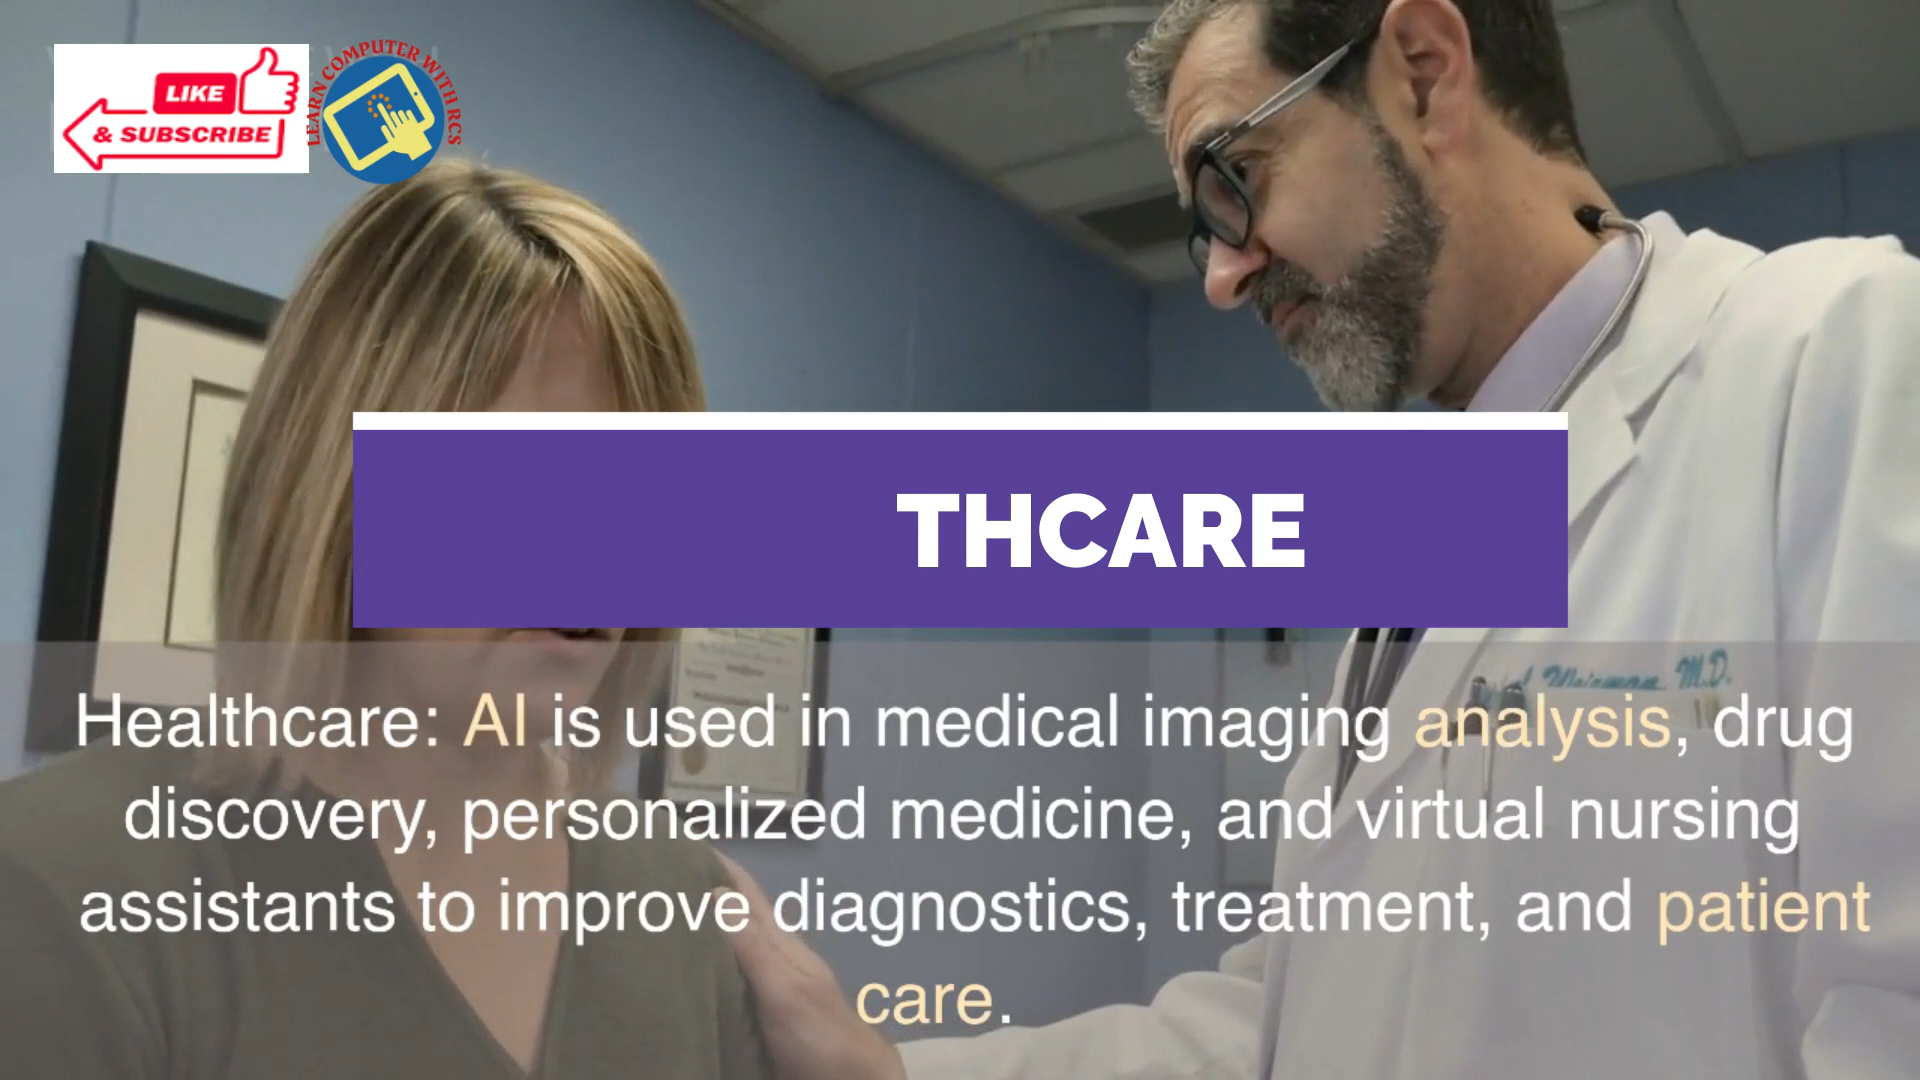 LIKE
& SUBSCRIBE
LEARN COMPUTER WITH RCS
THCARE
M.D.
Healthcare: AI is used in medical imaging analysis, drug
discovery, personalized medicine, and virtual nursing
assistants to improve diagnostics, treatment, and patient
care.